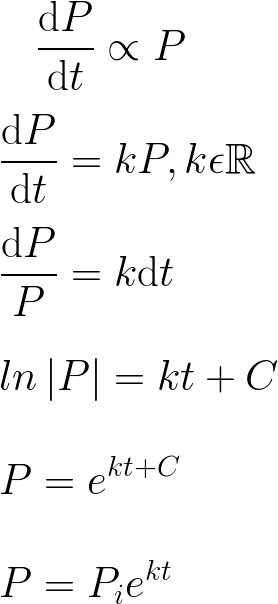 dP/dt ∝ P
dP/dt = kP, kϵℝ
dP/P = kdt
ln |P| = kt + C
P = e^{kt+C}
P = P_i e^{kt}